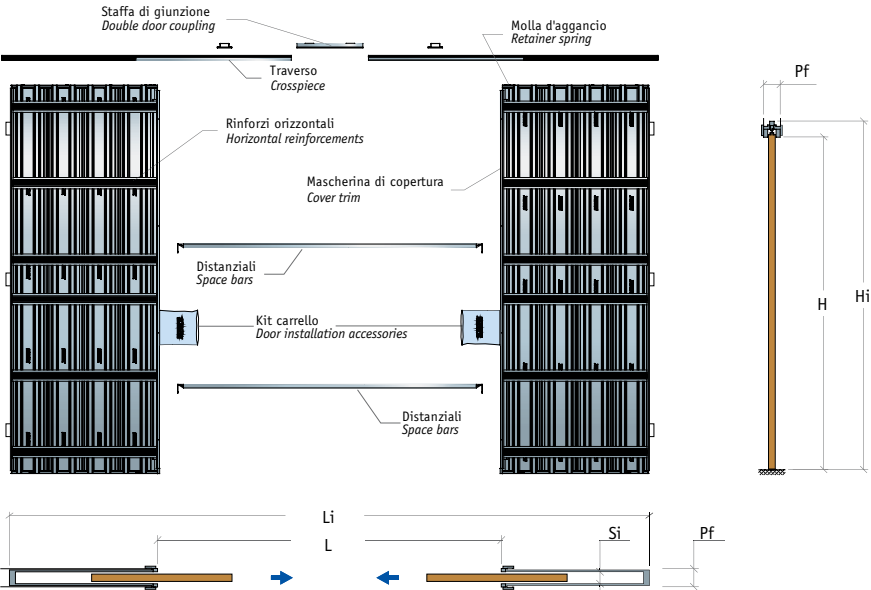 Staffa di giunzione
Double door coupling
Molla d'aggancio
Retainer spring
Traverso
Crosspiece
Pf
Rinforzi orizzontali
Horizontal reinforcements
Mascherina di copertura
Cover trim
Distanziali
Space bars
H
Hi
Kit carrello
Door installation accessories
Distanziali
Space bars
Li
L
Si
Pf